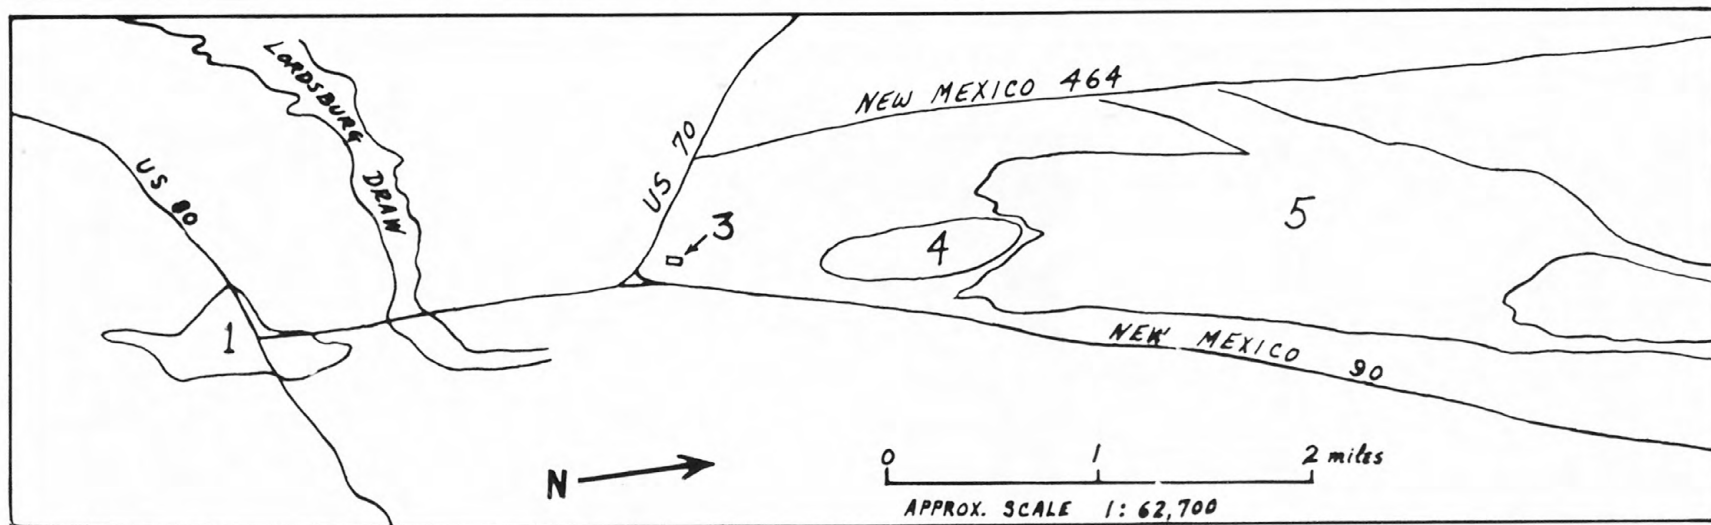 LORDSBURG DRAW
NEW MEXICO 464
US 70
US 80
3
5
4
1
NEW MEXICO 90
N
0 1 2 miles
APPROX. SCALE 1:62,700